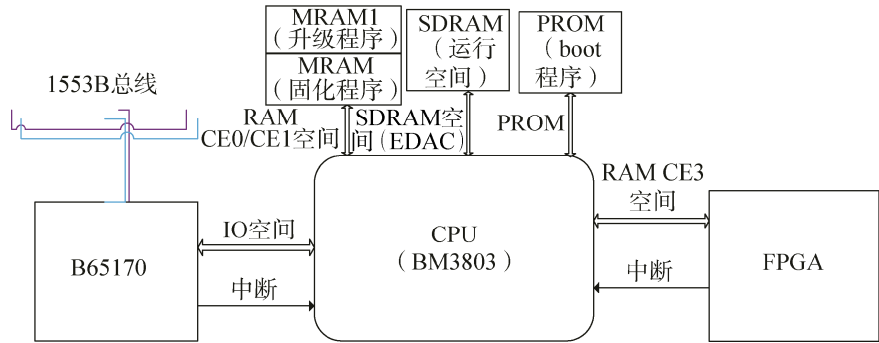 MRAM1
（升级程序）
MRAM
（固化程序）
SDRAM
（运行
空间）
PROM
（boot
程序）
1553B总线
RAM
CE0/CE1空间
SDRAM空
间（EDAC）
PROM
RAM CE3
空间
B65170
IO空间
中断
CPU
（BM3803）
中断
FPGA